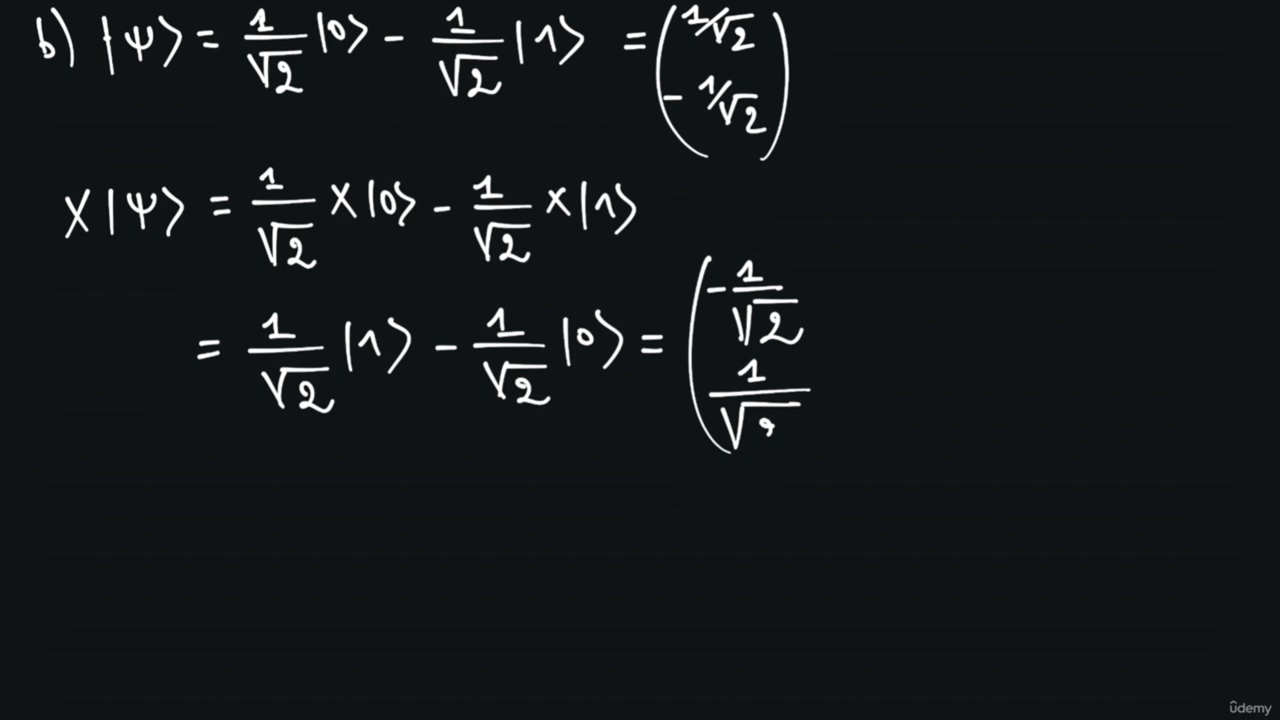 b) |ψ⟩ = 1/√2 |0⟩ - 1/√2 |1⟩ = ( 1/√2 - 1/√2 )
X|ψ⟩ = 1/√2 X|0⟩ - 1/√2 X|1⟩
= 1/√2 |1⟩ - 1/√2 |0⟩ = ( -1/√2 1/√2
ûdemy